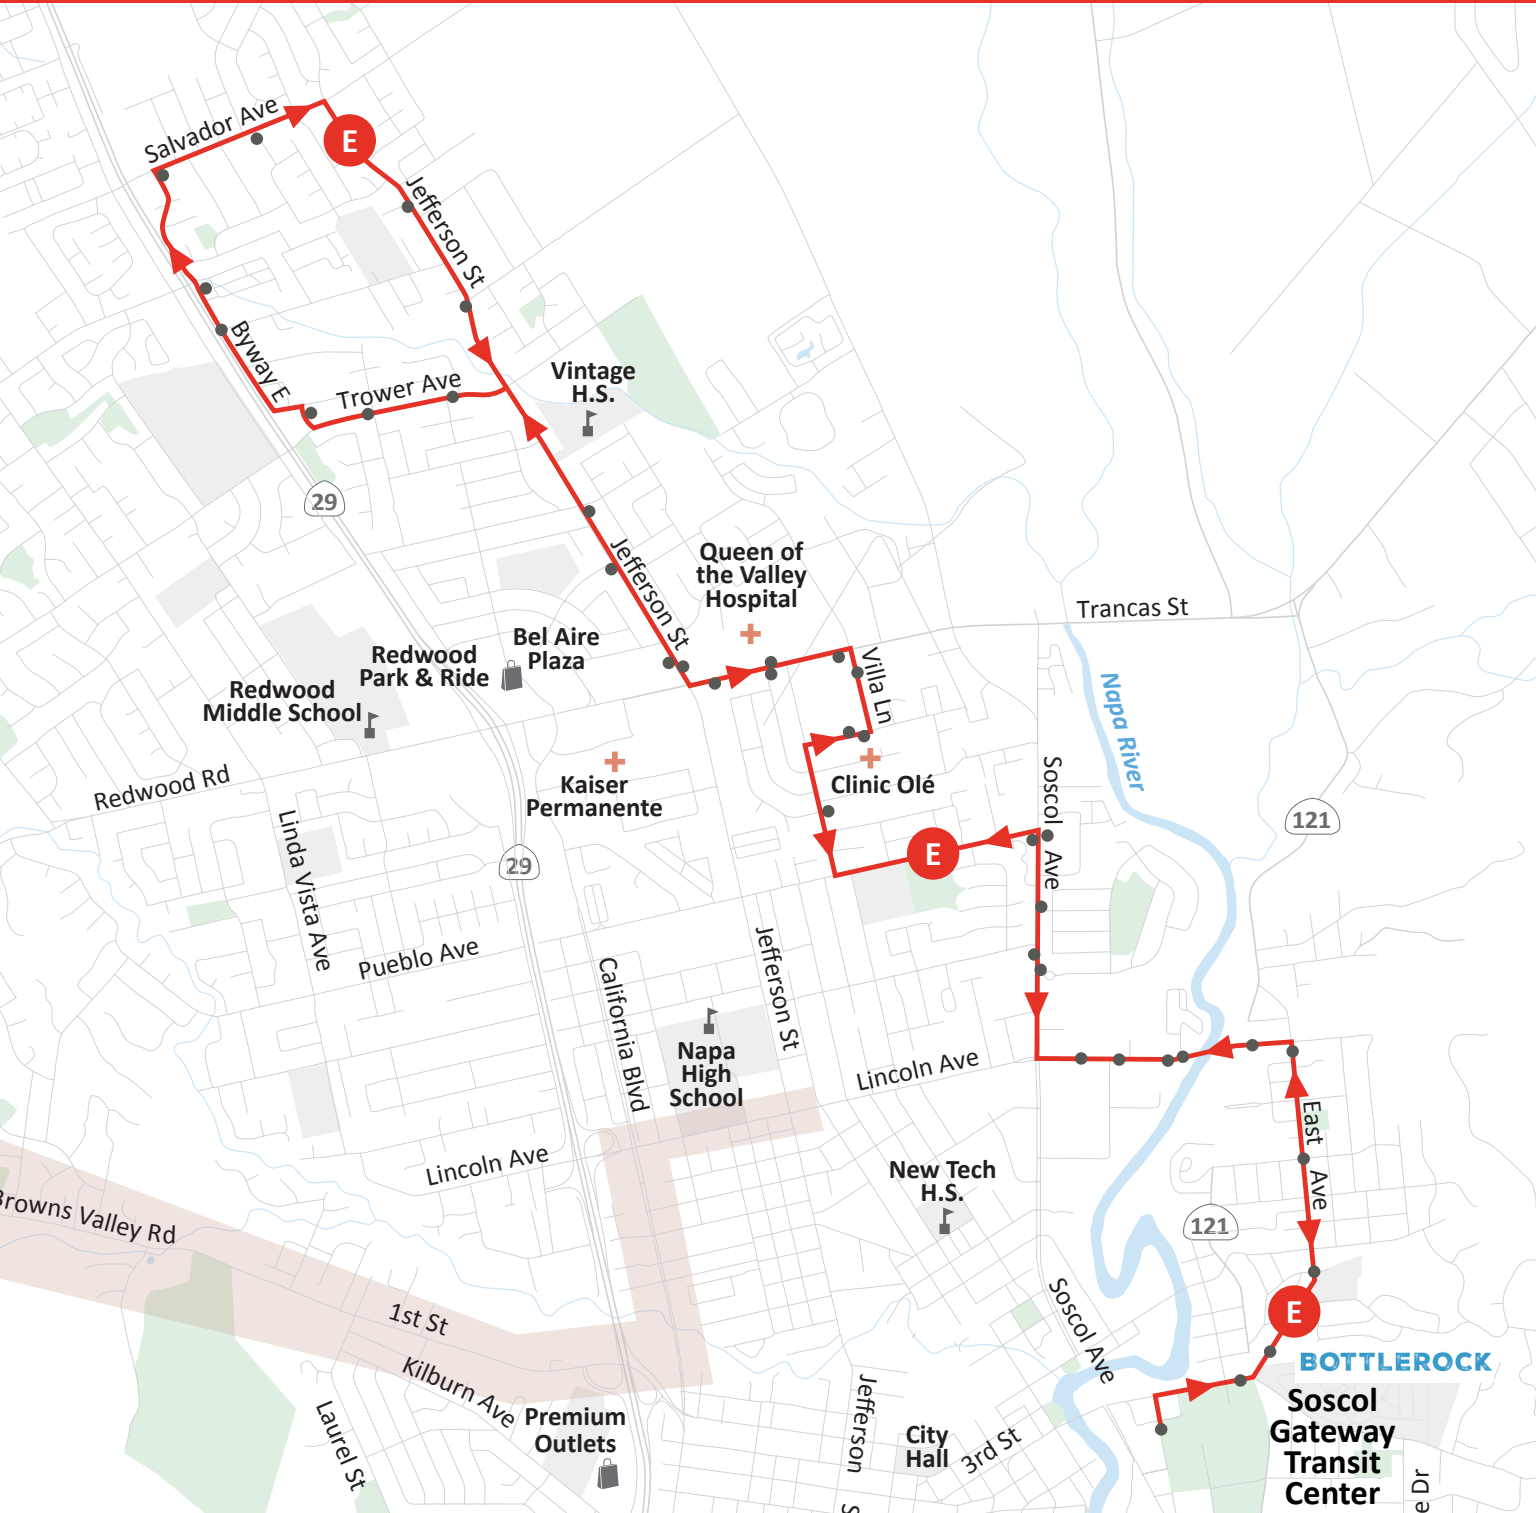 Salvador Ave
E
Jefferson St
Byway E
Trower Ave
Vintage
H.S.
29
Jefferson St
Queen of
the Valley
Hospital
Trancas St
Bel Aire
Plaza
Redwood
Park & Ride
Redwood
Middle School
Villa Ln
Napa River
Redwood Rd
Kaiser
Permanente
Clinic Olé
Soscol Ave
121
Linda Vista Ave
29
E
Pueblo Ave
California Blvd
Jefferson St
Napa
High
School
Lincoln Ave
East Ave
Lincoln Ave
New Tech
H.S.
Browns Valley Rd
121
1st St
Soscol Ave
E
BOTTLEROCK
Kilburn Ave
Laurel St
Premium
Outlets
Jefferson S
City
Hall
3rd St
Soscol
Gateway
Transit
Center
e Dr